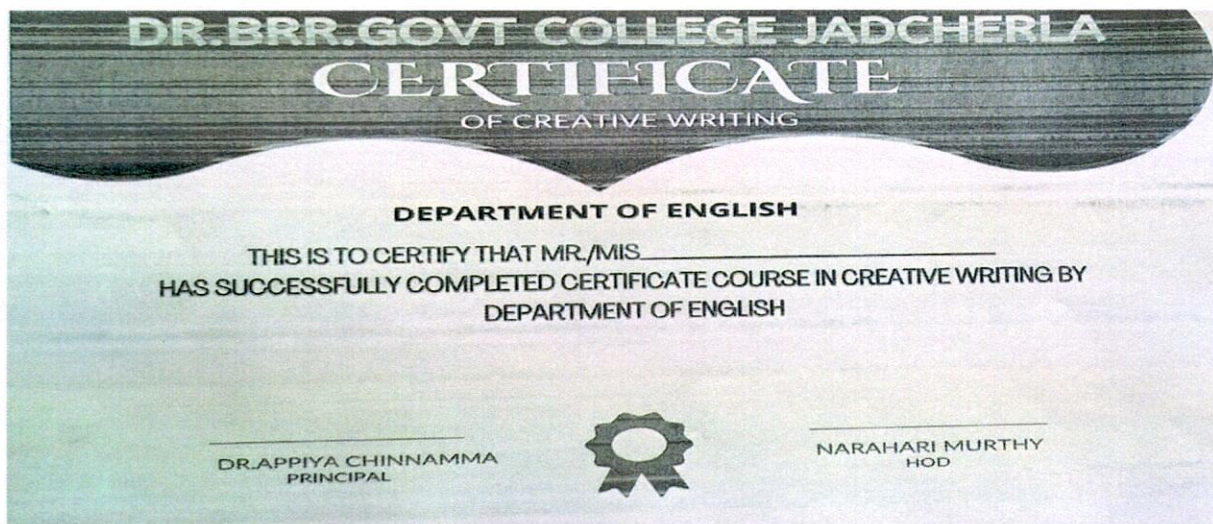 DR.BRR.GOVT COLLEGE JADCHERLA
CERTIFICATE
OF CREATIVE WRITING
DEPARTMENT OF ENGLISH
THIS IS TO CERTIFY THAT MR./MIS____________________
HAS SUCCESSFULLY COMPLETED CERTIFICATE COURSE IN CREATIVE WRITING BY
DEPARTMENT OF ENGLISH
DR.APPIYA CHINNAMMA
PRINCIPAL
NARAHARI MURTHY
HOD